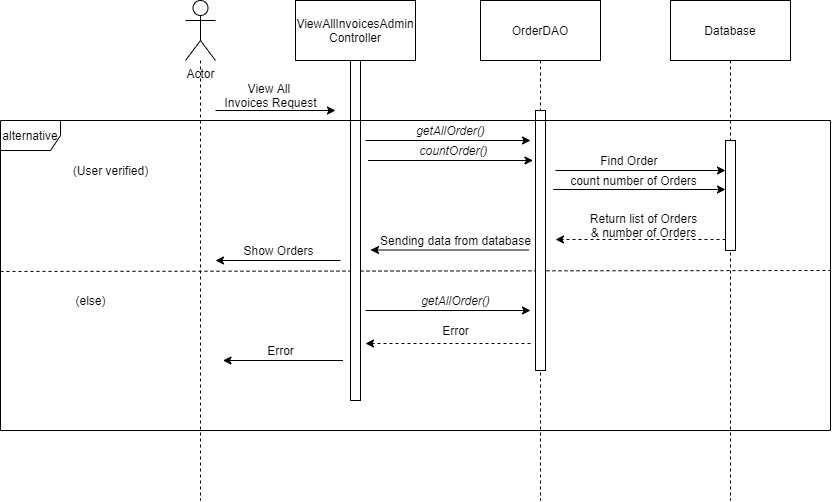 ViewAllInvoicesAdmin
Controller
OrderDAO
Database
Actor
View All
Invoices Request
alternative
getAllOrder()
countOrder()
(User verified)
Find Order
count number of Orders
Return list of Orders
& number of Orders
Sending data from database
Show Orders
(else)
getAllOrder()
Error
Error